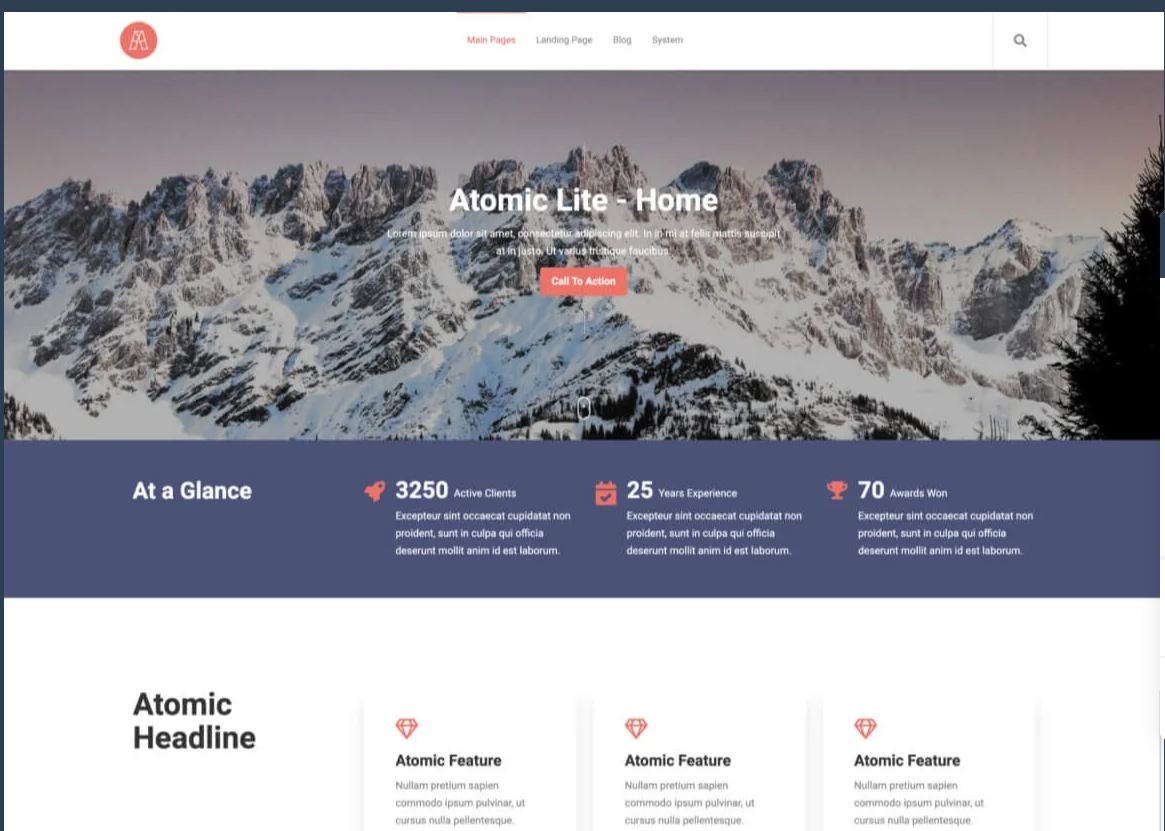 Main Pages
Landing Page
Blog
System
Atomic Lite - Home
Lorem ipsum dolor sit amet, consectetur adipiscing elit. In in mi at felis mattis suscipit
at in justo. Ut varius tristique faucibus.
Call To Action
At a Glance
3250 Active Clients
Excepteur sint occaecat cupidatat non
proident, sunt in culpa qui officia
deserunt mollit anim id est laborum.
25 Years Experience
Excepteur sint occaecat cupidatat non
proident, sunt in culpa qui officia
deserunt mollit anim id est laborum.
70 Awards Won
Excepteur sint occaecat cupidatat non
proident, sunt in culpa qui officia
deserunt mollit anim id est laborum.
Atomic
Headline
Atomic Feature
Nullam pretium sapien
commodo ipsum pulvinar, ut
cursus nulla pellentesque.
Atomic Feature
Nullam pretium sapien
commodo ipsum pulvinar, ut
cursus nulla pellentesque.
Atomic Feature
Nullam pretium sapien
commodo ipsum pulvinar, ut
cursus nulla pellentesque.